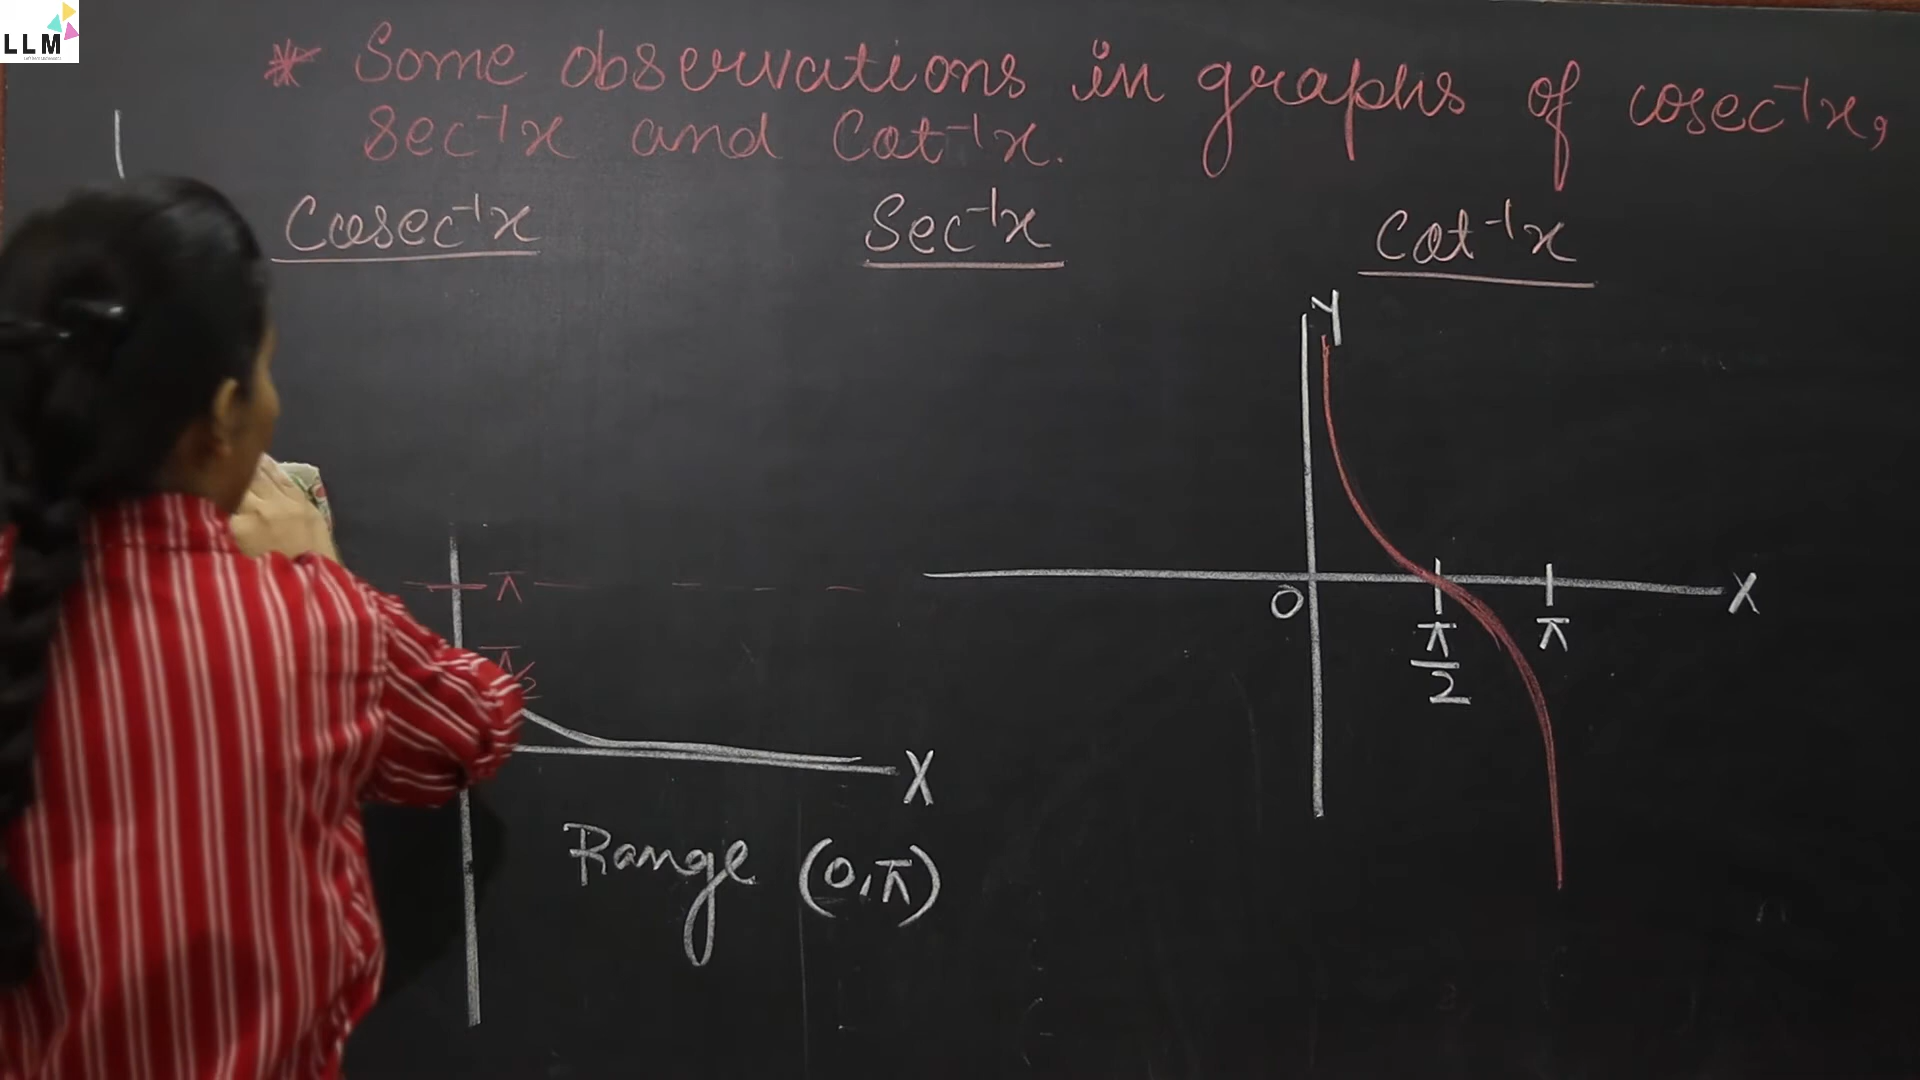 LLM
* Some observations in graphs of cosec⁻¹x,
sec⁻¹x and Cot⁻¹x.
Cosec⁻¹x
Sec⁻¹x
Cot⁻¹x
Y
π
O
X
π/2
π
π/2
X
Range (0,π)